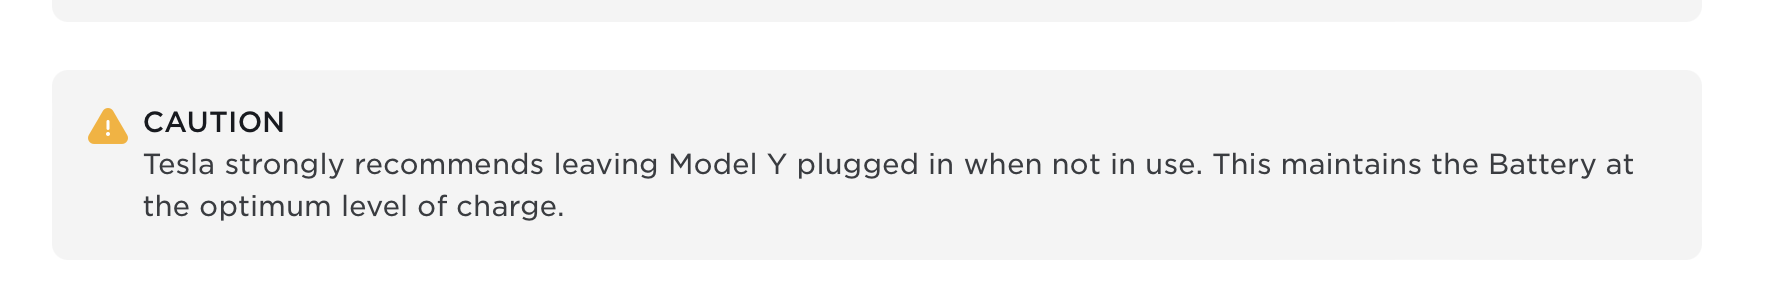 CAUTION
Tesla strongly recommends leaving Model Y plugged in when not in use. This maintains the Battery at
the optimum level of charge.